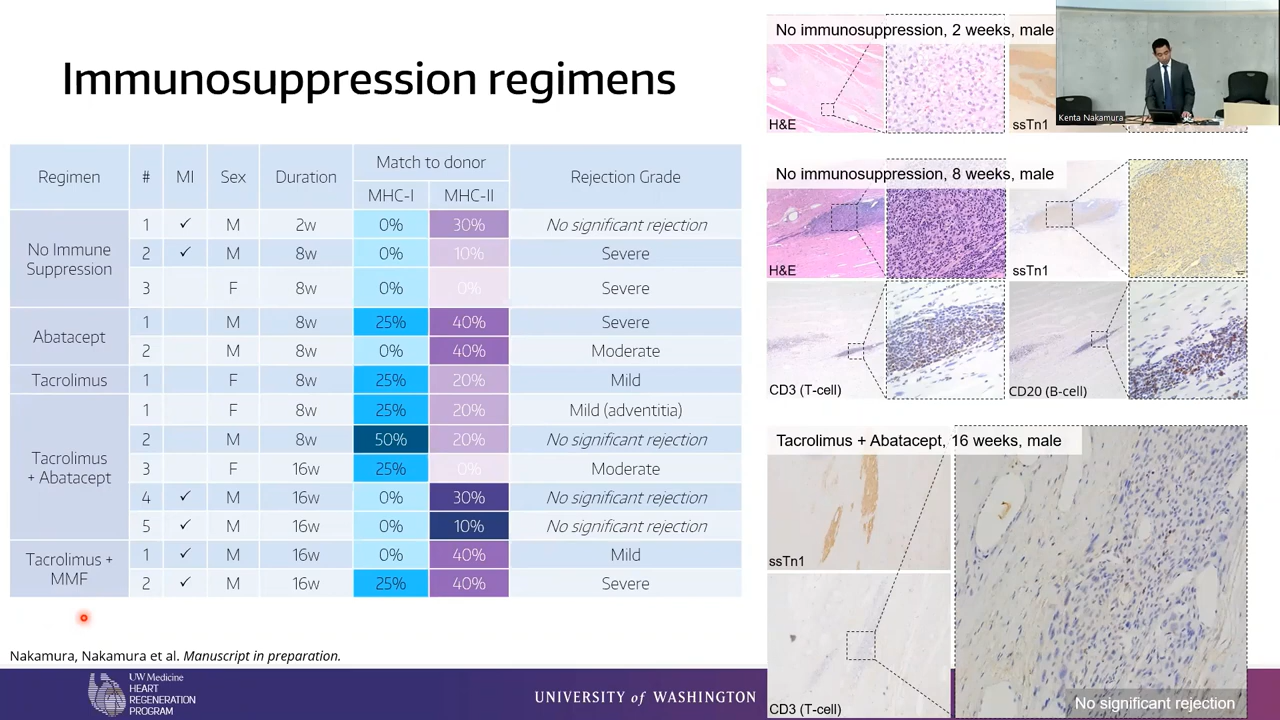 Immunosuppression regimens
Regimen # MI Sex Duration Match to donor Rejection Grade
MHC-I MHC-II
No Immune Suppression
1 ✓ M 2w 0% 30% No significant rejection
2 ✓ M 8w 0% 10% Severe
3 F 8w 0% 0% Severe
Abatacept
1 M 8w 25% 40% Severe
2 M 8w 0% 40% Moderate
Tacrolimus 1 F 8w 25% 20% Mild
Tacrolimus + Abatacept
1 F 8w 25% 20% Mild (adventitia)
2 M 8w 50% 20% No significant rejection
3 F 16w 25% 0% Moderate
4 ✓ M 16w 0% 30% No significant rejection
5 ✓ M 16w 0% 10% No significant rejection
Tacrolimus + MMF
1 ✓ M 16w 0% 40% Mild
2 ✓ M 16w 25% 40% Severe
Nakamura, Nakamura et al. Manuscript in preparation.
UW Medicine
HEART
REGENERATION
PROGRAM
UNIVERSITY of WASHINGTON
No immunosuppression, 2 weeks, male
H&E
ssTn1
Kenta Nakamura
No immunosuppression, 8 weeks, male
H&E
ssTn1
CD3 (T-cell)
CD20 (B-cell)
Tacrolimus + Abatacept, 16 weeks, male
ssTn1
CD3 (T-cell)
No significant rejection